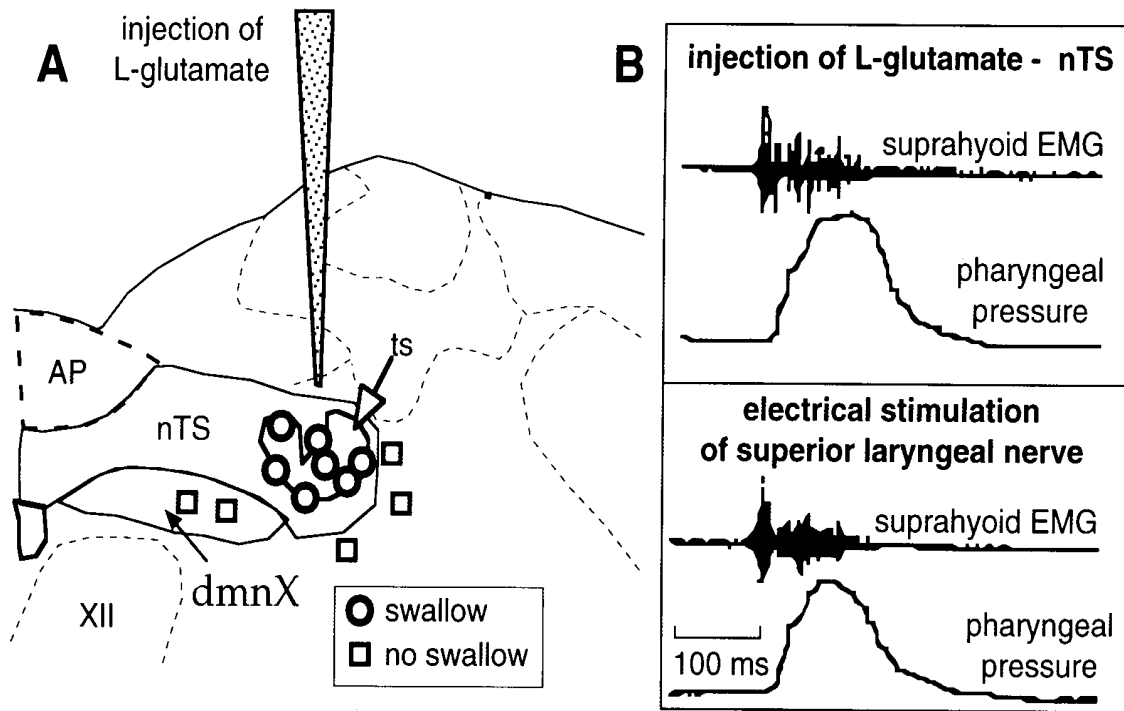 A
injection of
L-glutamate
AP
nTS
ts
dmnX
XII
swallow
no swallow
B
injection of L-glutamate - nTS
suprahyoid EMG
pharyngeal
pressure
electrical stimulation
of superior laryngeal nerve
suprahyoid EMG
pharyngeal
pressure
100 ms